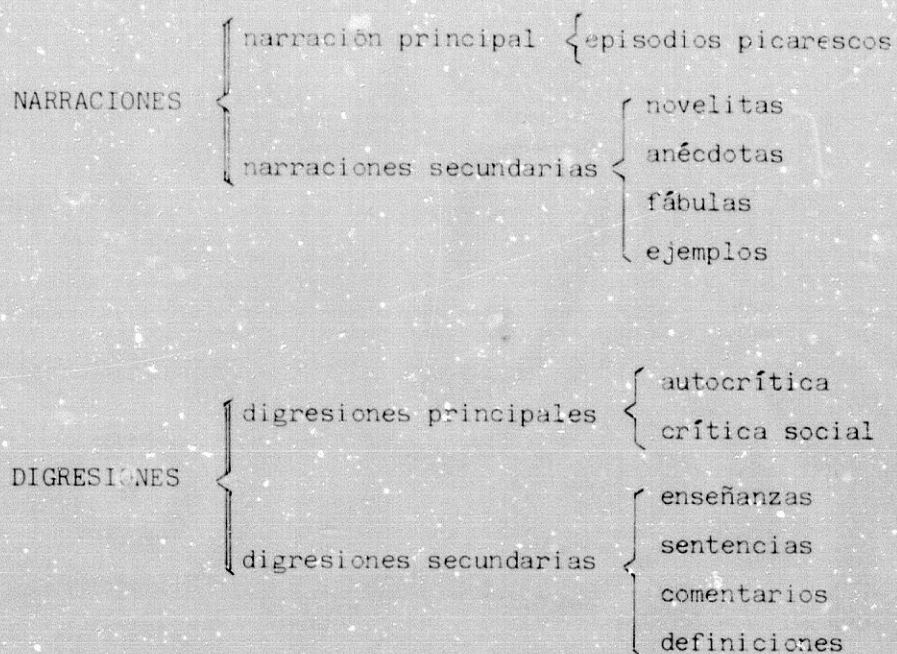 narración principal
episodios picarescos
NARRACIONES
novelitas
anécdotas
narraciones secundarias
fábulas
ejemplos
autocrítica
digresiones principales
crítica social
DIGRESIONES
enseñanzas
sentencias
digresiones secundarias
comentarios
definiciones